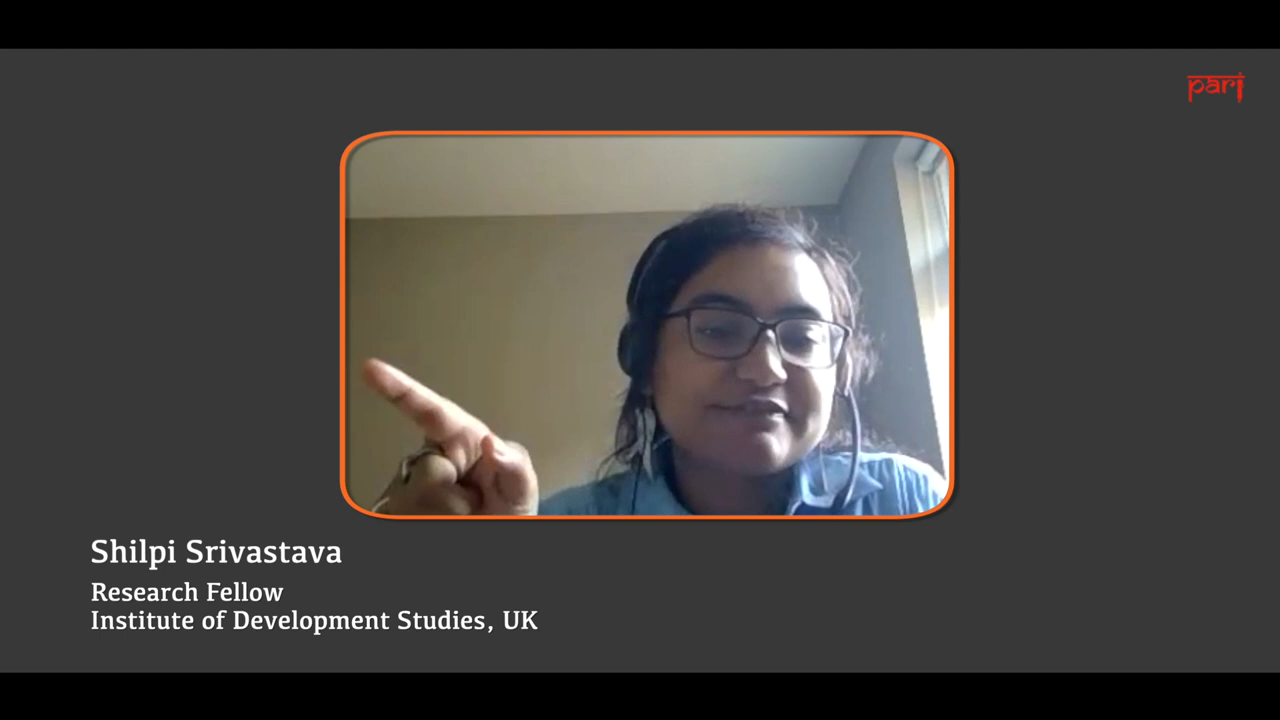 pari
Shilpi Srivastava
Research Fellow
Institute of Development Studies, UK